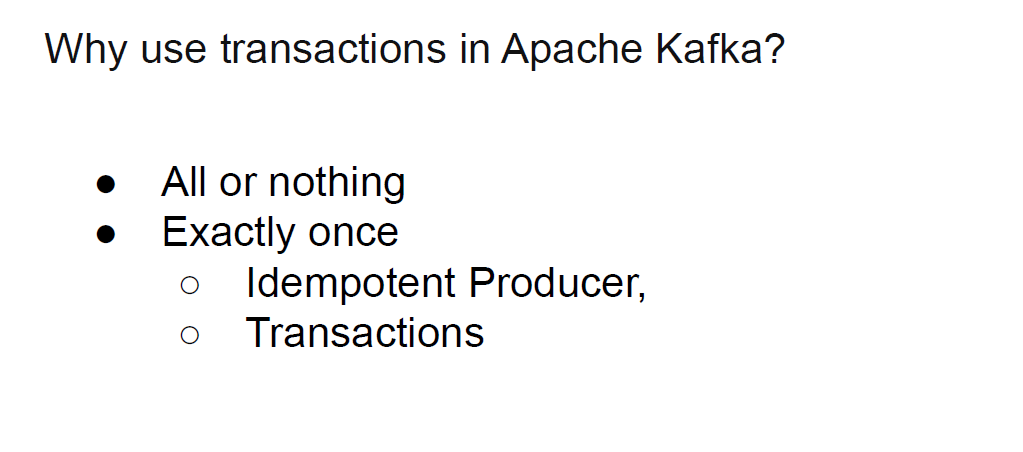 Why use transactions in Apache Kafka?
● All or nothing
● Exactly once
○ Idempotent Producer,
○ Transactions